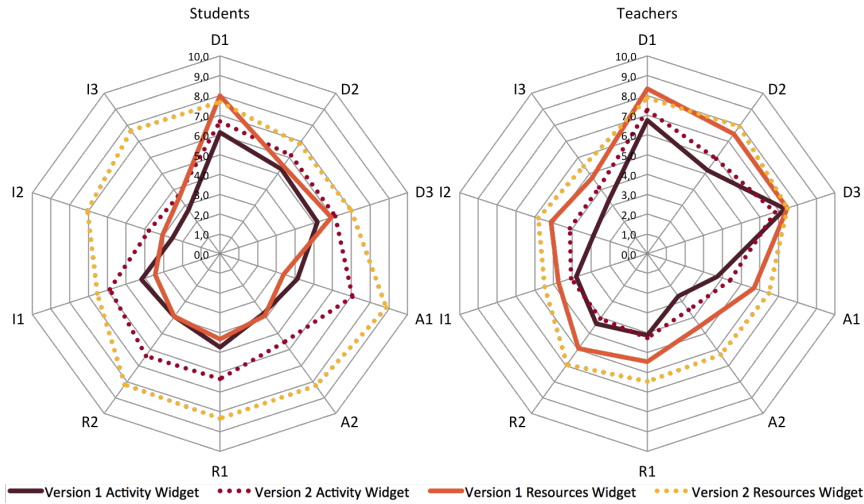 Students
D1
10,0
9,0
8,0
7,0
6,0
5,0
4,0
3,0
2,0
1,0
0,0
D2
D3
A1
A2
R1
R2
I1
I2
I3
Teachers
D1
10,0
9,0
8,0
7,0
6,0
5,0
4,0
3,0
2,0
1,0
0,0
D2
D3
A1
A2
R1
R2
I1
I2
I3
Version 1 Activity Widget Version 2 Activity Widget Version 1 Resources Widget Version 2 Resources Widget